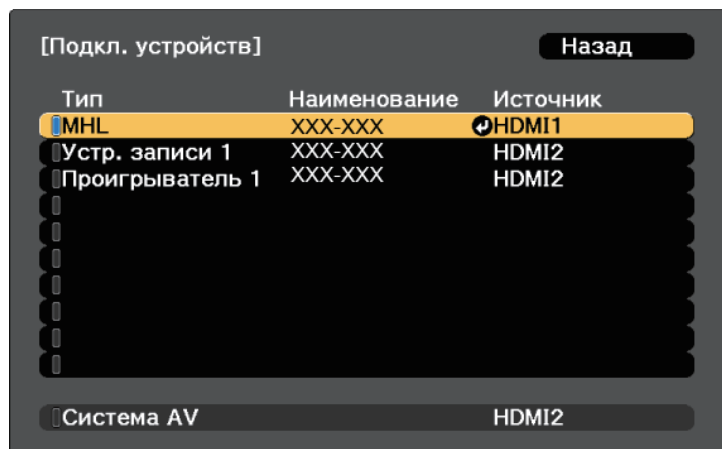 [Подкл. устройств] Назад
Тип Наименование Источник
MHL XXX-XXX HDMI1
Устр. записи 1 XXX-XXX HDMI2
Проигрыватель 1 XXX-XXX HDMI2
Система AV HDMI2